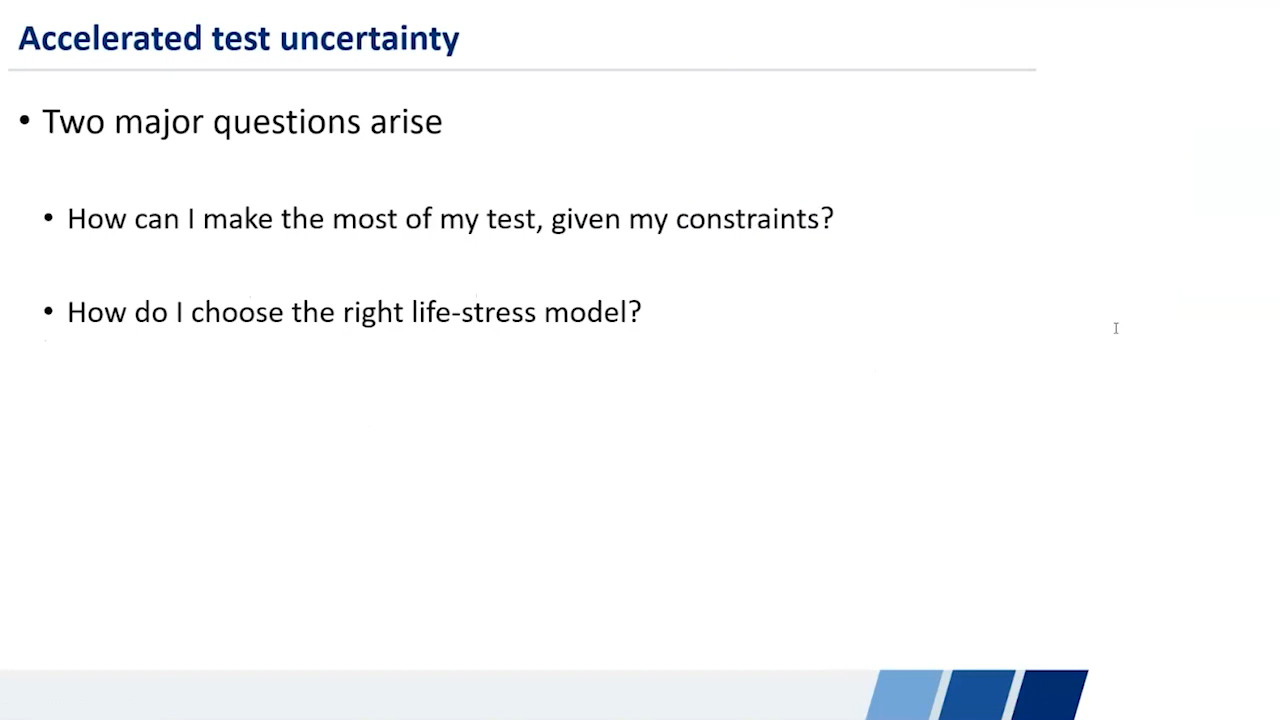 Accelerated test uncertainty
• Two major questions arise
• How can I make the most of my test, given my constraints?
• How do I choose the right life-stress model?